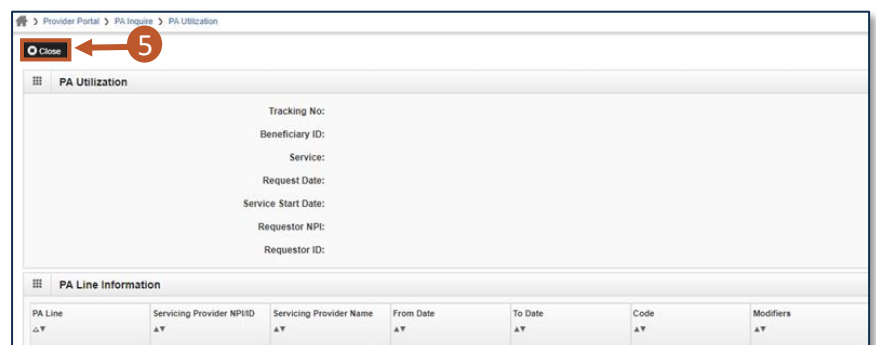 Provider Portal > PA Inquire > PA Utilization
Close
5
PA Utilization
Tracking No:
Beneficiary ID:
Service:
Request Date:
Service Start Date:
Requestor NPI:
Requestor ID:
PA Line Information
PA Line Servicing Provider NPI/ID Servicing Provider Name From Date To Date Code Modifiers